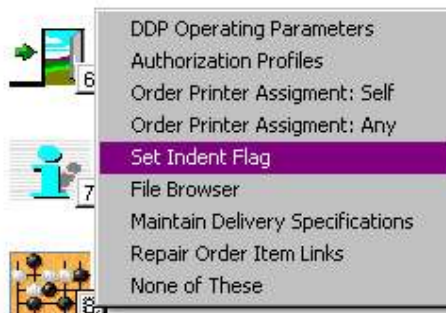 DDP Operating Parameters
Authorization Profiles
6
Order Printer Assigment: Self
Order Printer Assigment: Any
Set Indent Flag
7
File Browser
Maintain Delivery Specifications
Repair Order Item Links
None of These
8